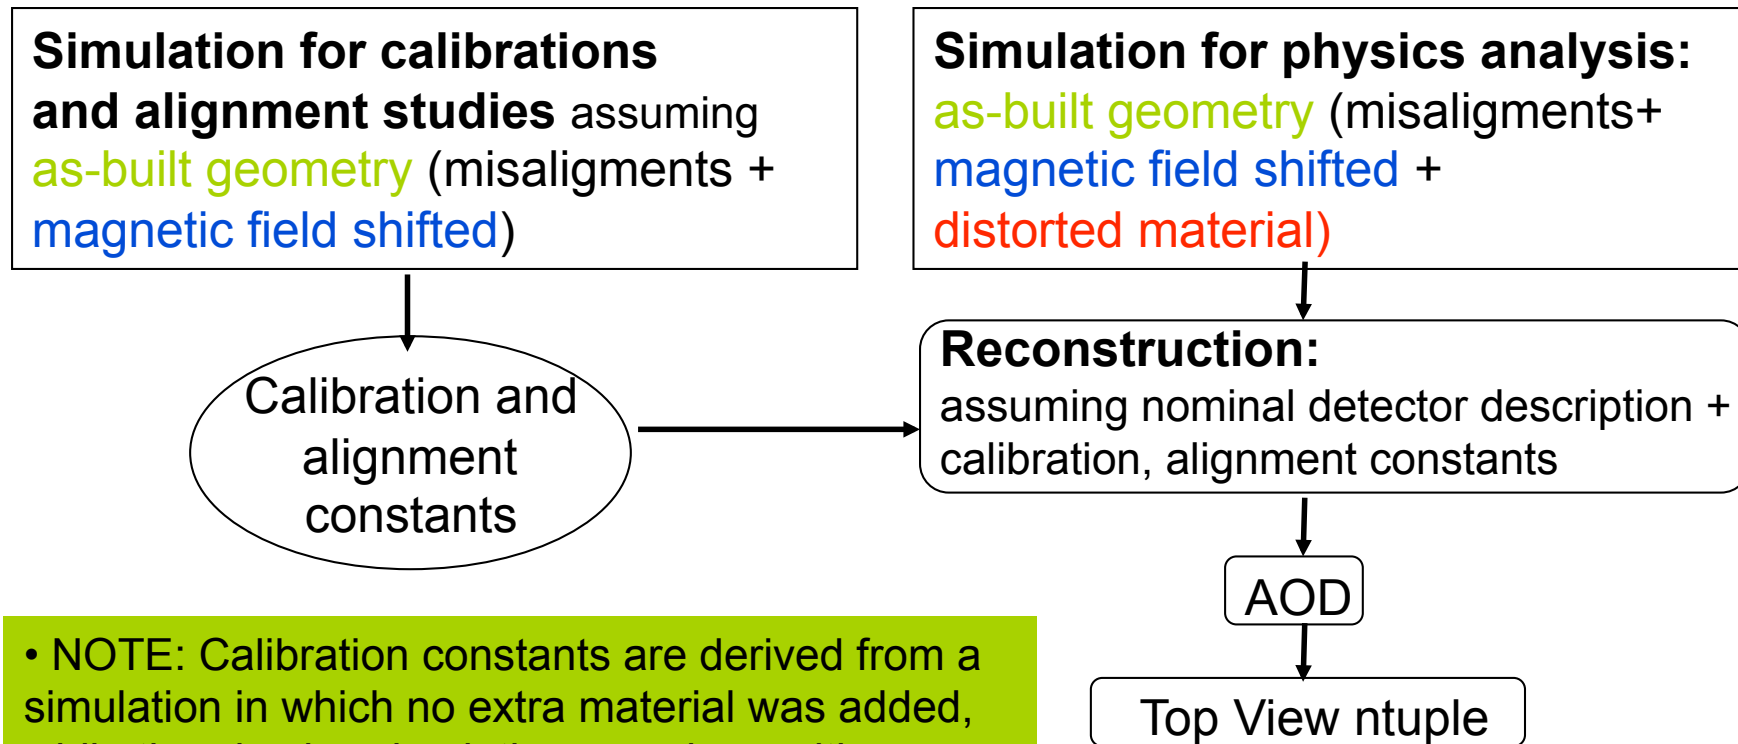 Simulation for calibrations
and alignment studies assuming
as-built geometry (misaligments +
magnetic field shifted)
Simulation for physics analysis:
as-built geometry (misaligments+
magnetic field shifted +
distorted material)
Calibration and
alignment
constants
Reconstruction:
assuming nominal detector description +
calibration, alignment constants
AOD
Top View ntuple
• NOTE: Calibration constants are derived from a
simulation in which no extra material was added,